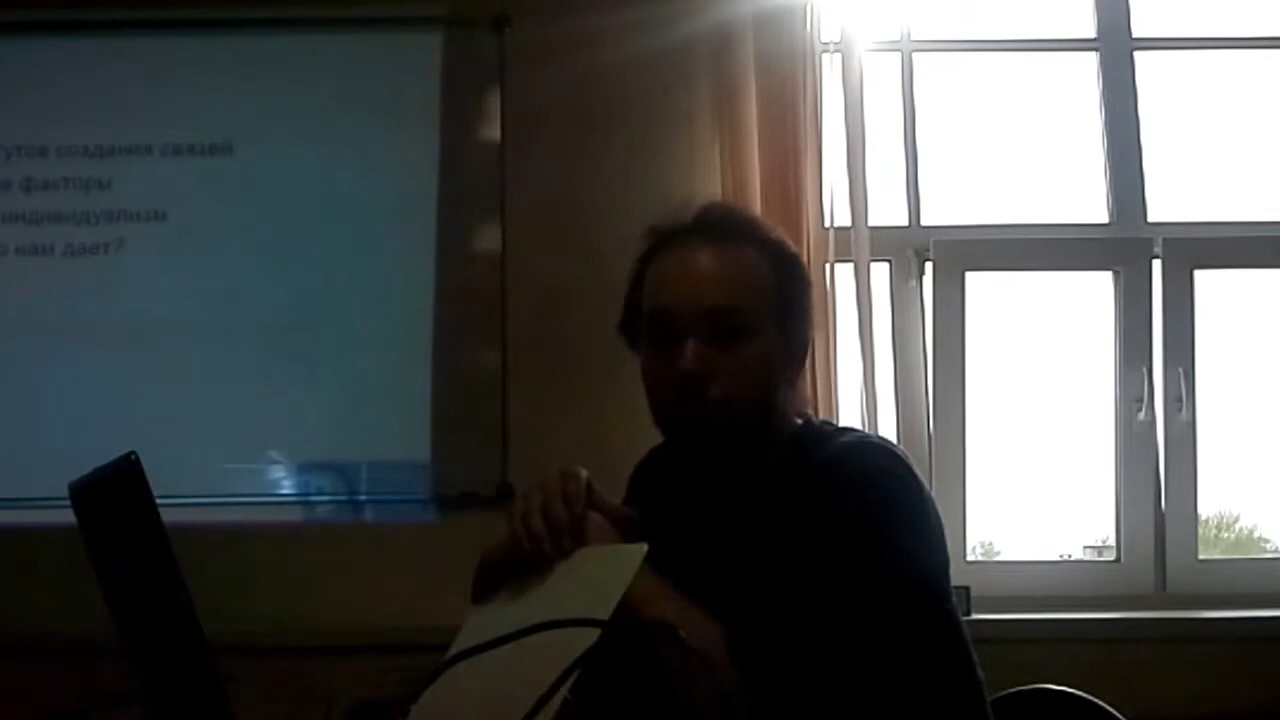 утов создания связей
е факторы
индивидуализм
о нам дает?